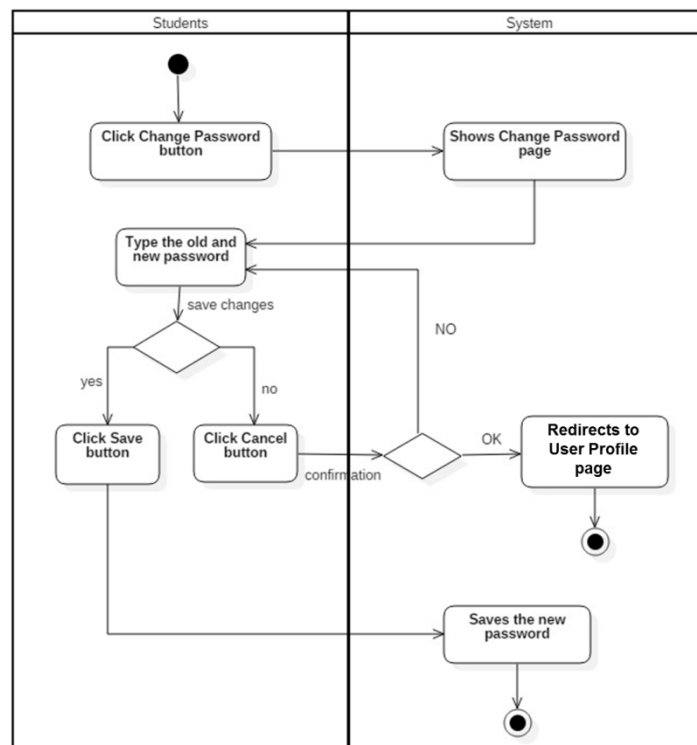 Students
System
Click Change Password
button
Shows Change Password
page
Type the old and
new password
save changes
NO
yes
no
Click Save
button
Click Cancel
button
confirmation
OK
Redirects to
User Profile
page
Saves the new
password